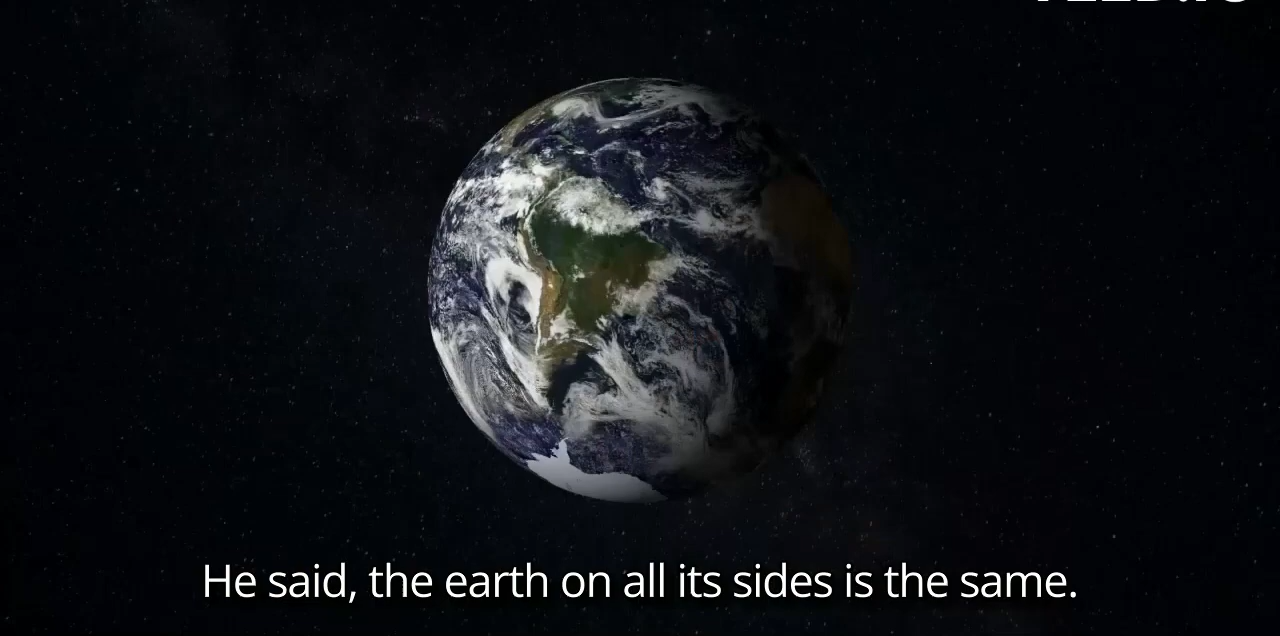 He said, the earth on all its sides is the same.